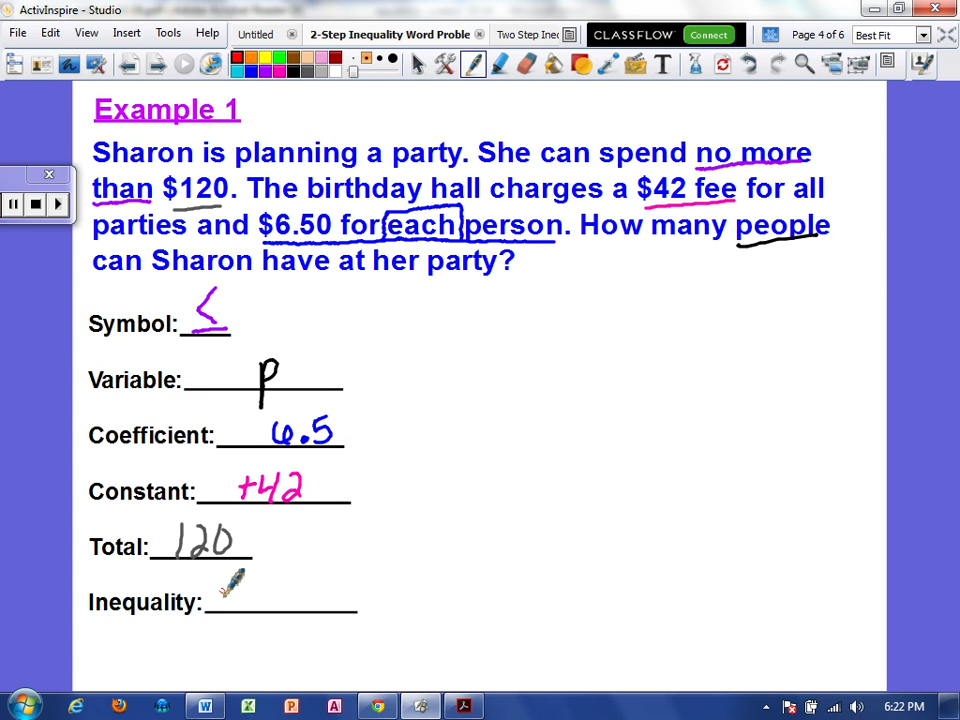 ActivInspire - Studio
File Edit View Insert Tools Help Untitled 2-Step Inequality Word Proble Two Step Inec CLASSFLOW Connect Page 4 of 6 Best Fit
Example 1
Sharon is planning a party. She can spend no more
than $120. The birthday hall charges a $42 fee for all
parties and $6.50 for each person. How many people
can Sharon have at her party?
Symbol: ≤
Variable: p
Coefficient: 6.5
Constant: +42
Total: 120
Inequality:
6:22 PM